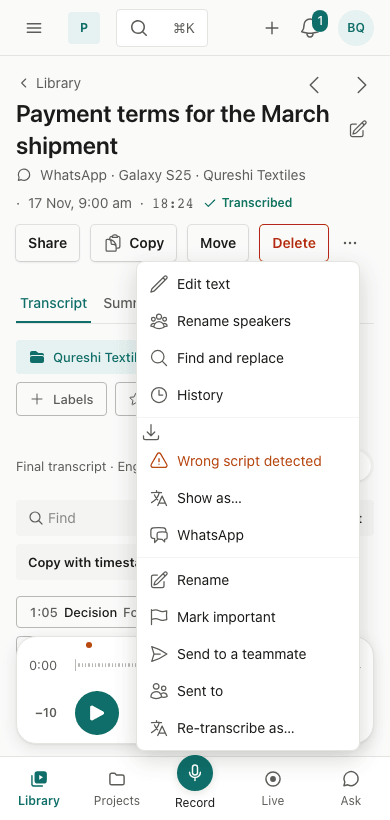 P
⌘K
1
BQ
Library
Payment terms for the March
shipment
WhatsApp · Galaxy S25 · Qureshi Textiles
· 17 Nov, 9:00 am · 18:24 Transcribed
Share
Copy
Move
Delete
Transcript
Edit text
Rename speakers
Find and replace
History
Qureshi
Labels
Wrong script detected
Final transcript ·
Show as...
Find
WhatsApp
Copy with
Rename
1:05 Decision
Mark important
0:00
Send to a teammate
−10
Sent to
Re-transcribe as...
Library
Projects
Record
Live
Ask